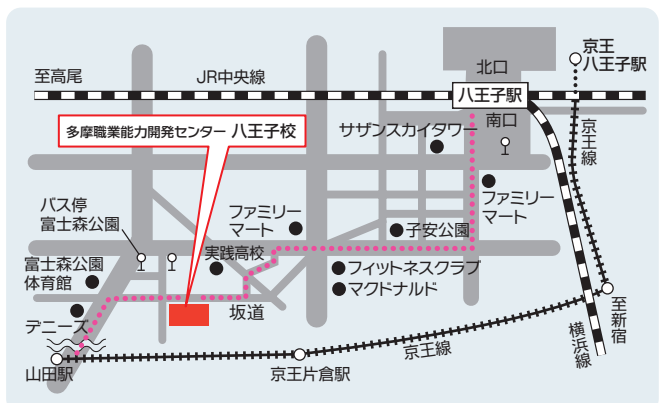 京王
八王子駅
北口
至高尾
JR中央線
八王子駅
多摩職業能力開発センター 八王子校
サザンスカイタワー
南口
京王線
ファミリー
マート
バス停
富士森公園
ファミリー
マート
子安公園
実践高校
富士森公園
体育館
フィットネスクラブ
マクドナルド
デニーズ
坂道
至新宿
横浜線
京王線
山田駅
京王片倉駅